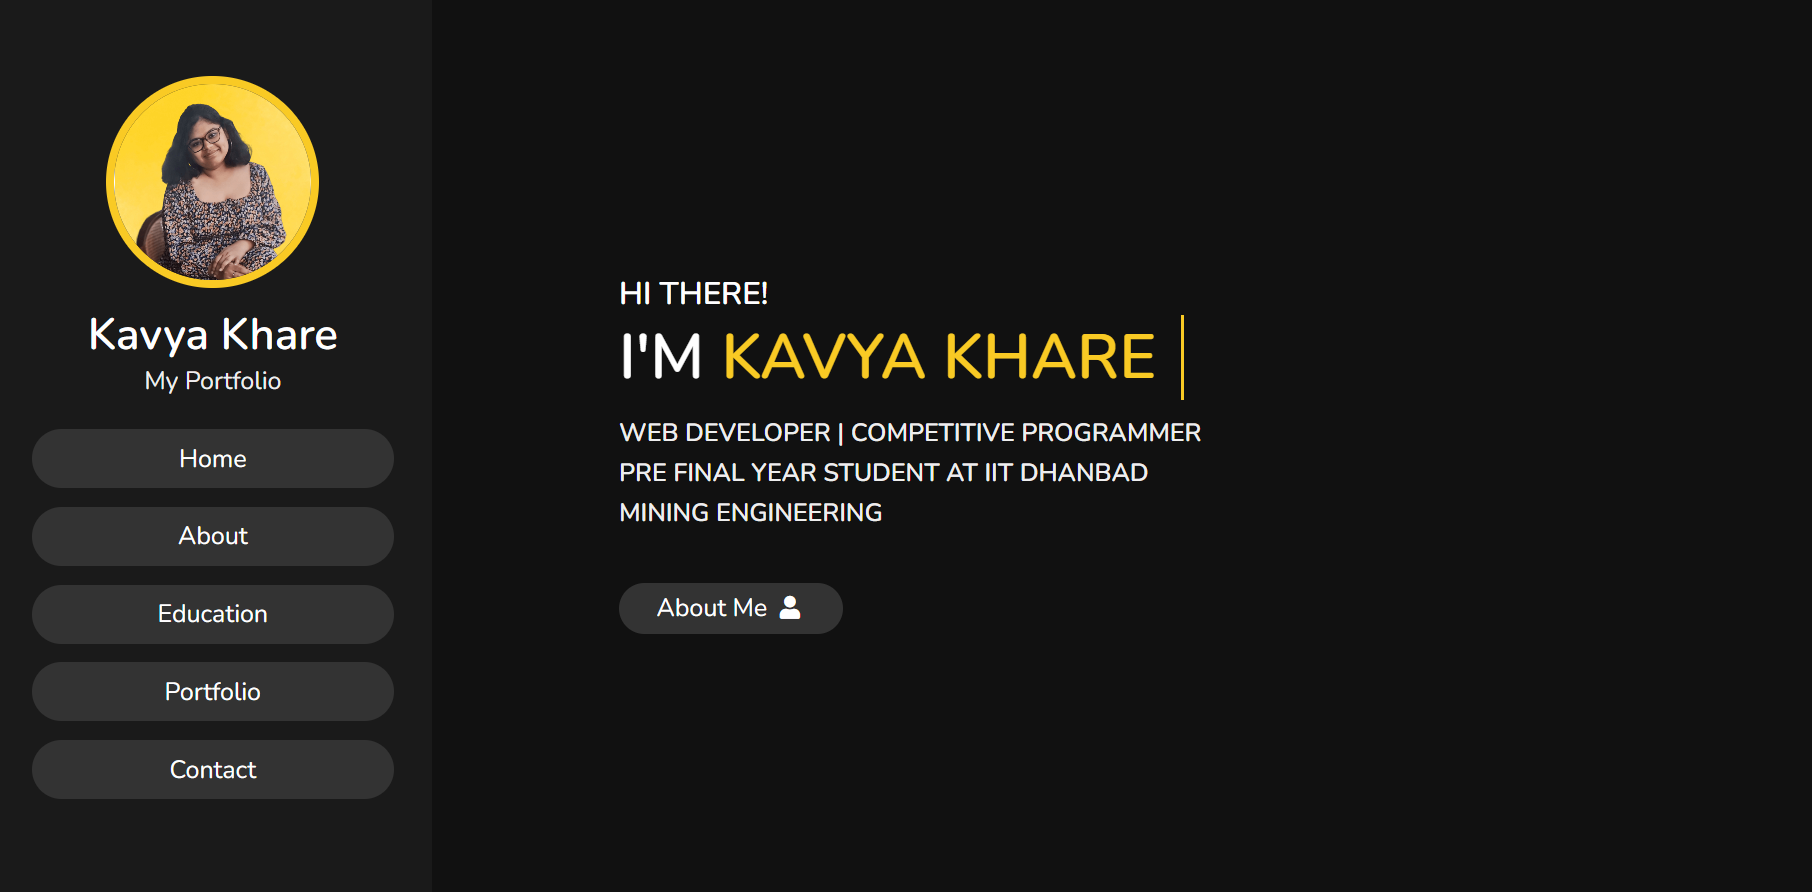 Kavya Khare
My Portfolio
Home
About
Education
Portfolio
Contact
HI THERE!
I'M KAVYA KHARE
WEB DEVELOPER | COMPETITIVE PROGRAMMER
PRE FINAL YEAR STUDENT AT IIT DHANBAD
MINING ENGINEERING
About Me